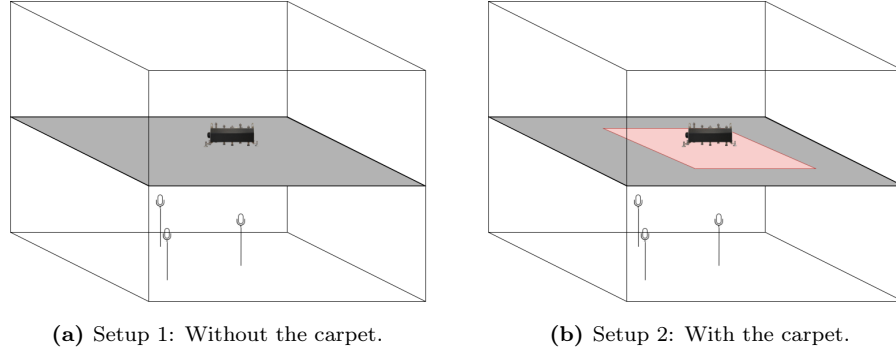 (a) Setup 1: Without the carpet.
(b) Setup 2: With the carpet.